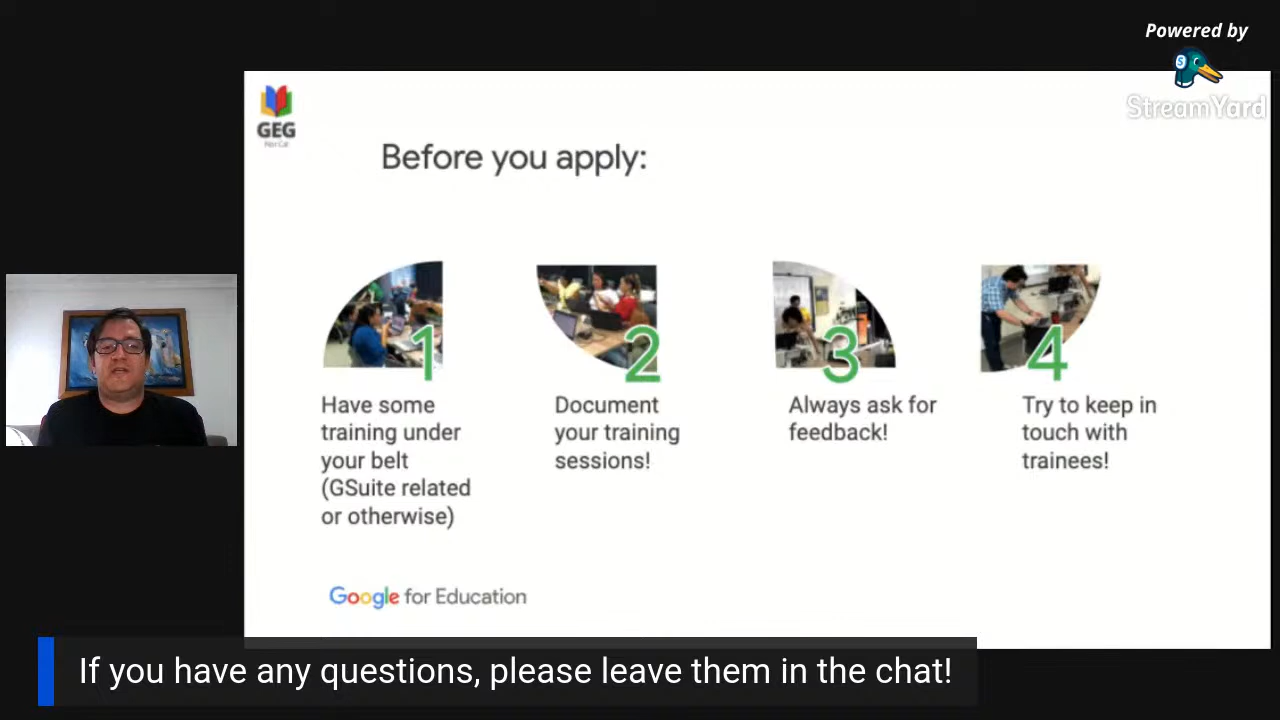 Powered by
StreamYard
GEG
Before you apply:
1
Have some
training under
your belt
(GSuite related
or otherwise)
2
Document
your training
sessions!
3
Always ask for
feedback!
4
Try to keep in
touch with
trainees!
Google for Education
If you have any questions, please leave them in the chat!